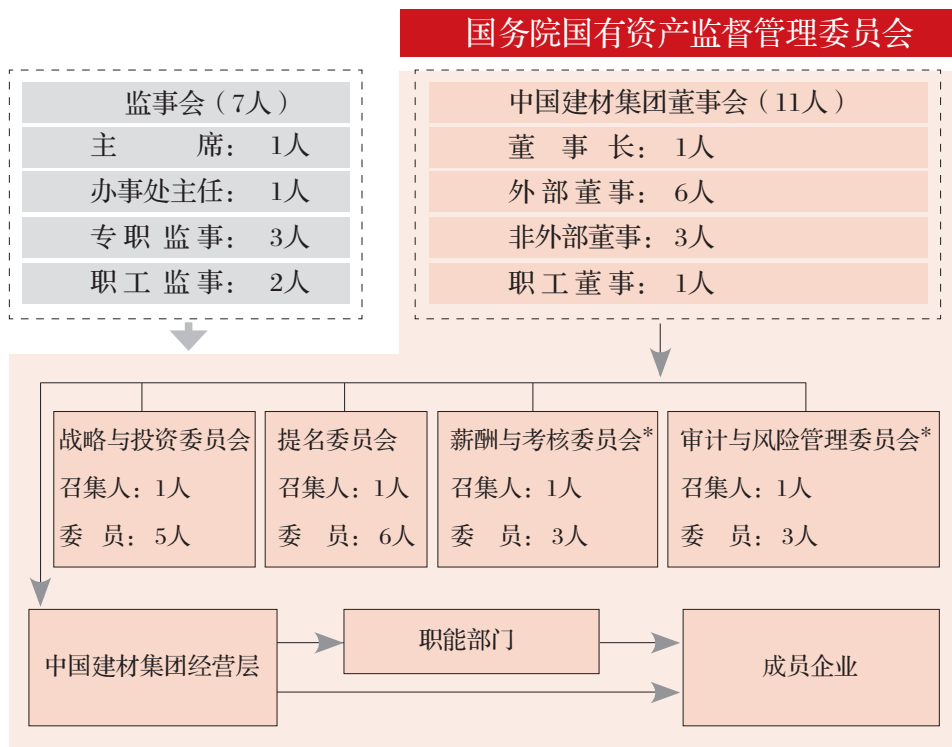 国务院国有资产监督管理委员会
监事会（7人）
主 席： 1人
办事处主任： 1人
专职监事： 3人
职工监事： 2人
中国建材集团董事会（11人）
董 事 长： 1人
外部董事： 6人
非外部董事： 3人
职工董事： 1人
战略与投资委员会
召集人： 1人
委 员： 5人
提名委员会
召集人： 1人
委 员： 6人
薪酬与考核委员会*
召集人： 1人
委 员： 3人
审计与风险管理委员会*
召集人： 1人
委 员： 3人
中国建材集团经营层
职能部门
成员企业